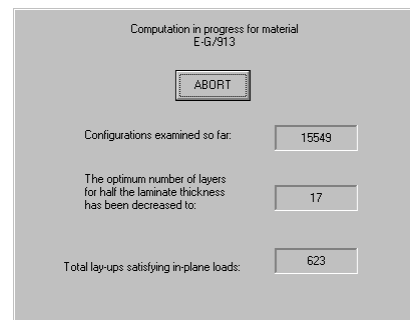 Computation in progress for material
E-G/913
ABORT
Configurations examined so far:
15549
The optimum number of layers
for half the laminate thickness
has been decreased to:
17
Total lay-ups satisfying in-plane loads:
623